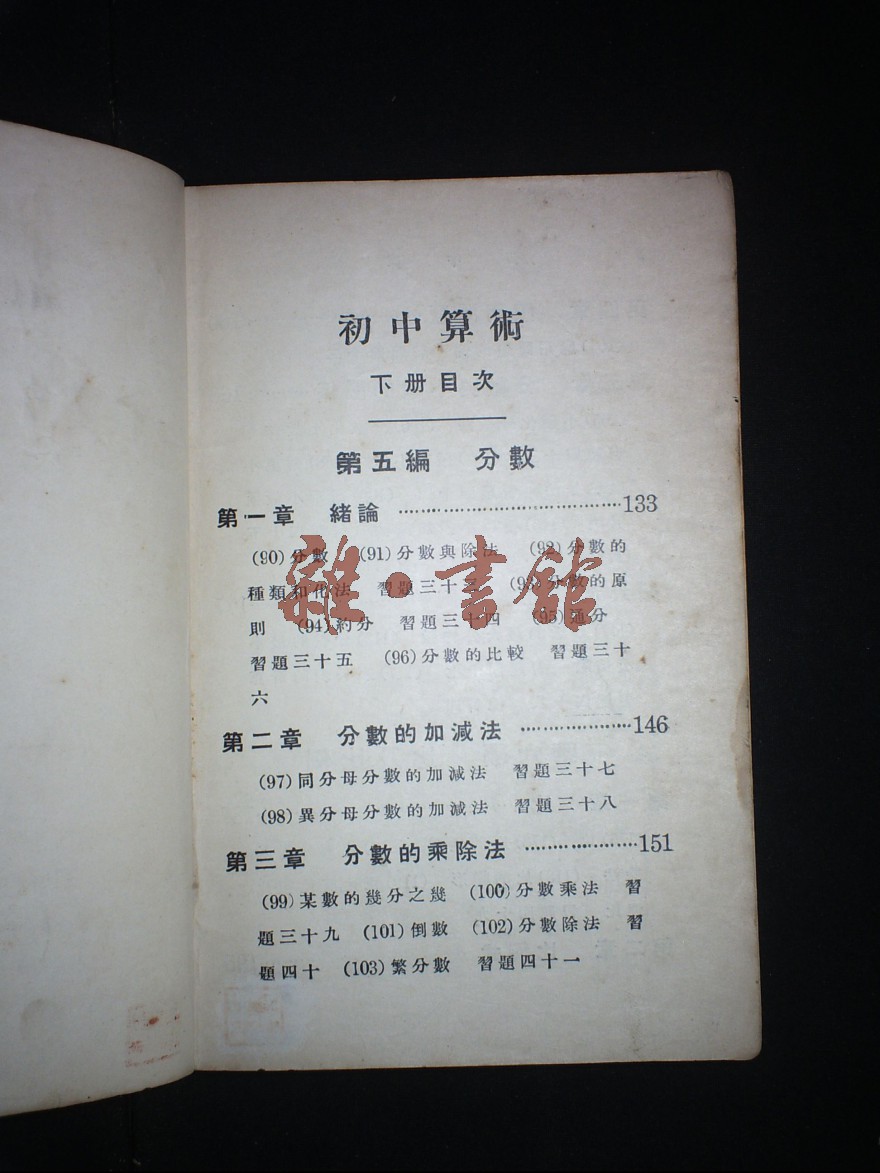 初中算術
下册目次
第五編 分數
第一章 緒論 ……………………………133
(90)分數 (91)分數與除法 (92)分數的
種類和化法 習題三十三 (93)分數的原
則 (94)約分 習題三十四 (95)通分
習題三十五 (96)分數的比較 習題三十
六
第二章 分數的加減法 …………………146
(97)同分母分數的加減法 習題三十七
(98)異分母分數的加減法 習題三十八
第三章 分數的乘除法 …………………151
(99)某數的幾分之幾 (100)分數乘法 習
題三十九 (101)倒數 (102)分數除法 習
題四十 (103)繁分數 習題四十一
雜·書館